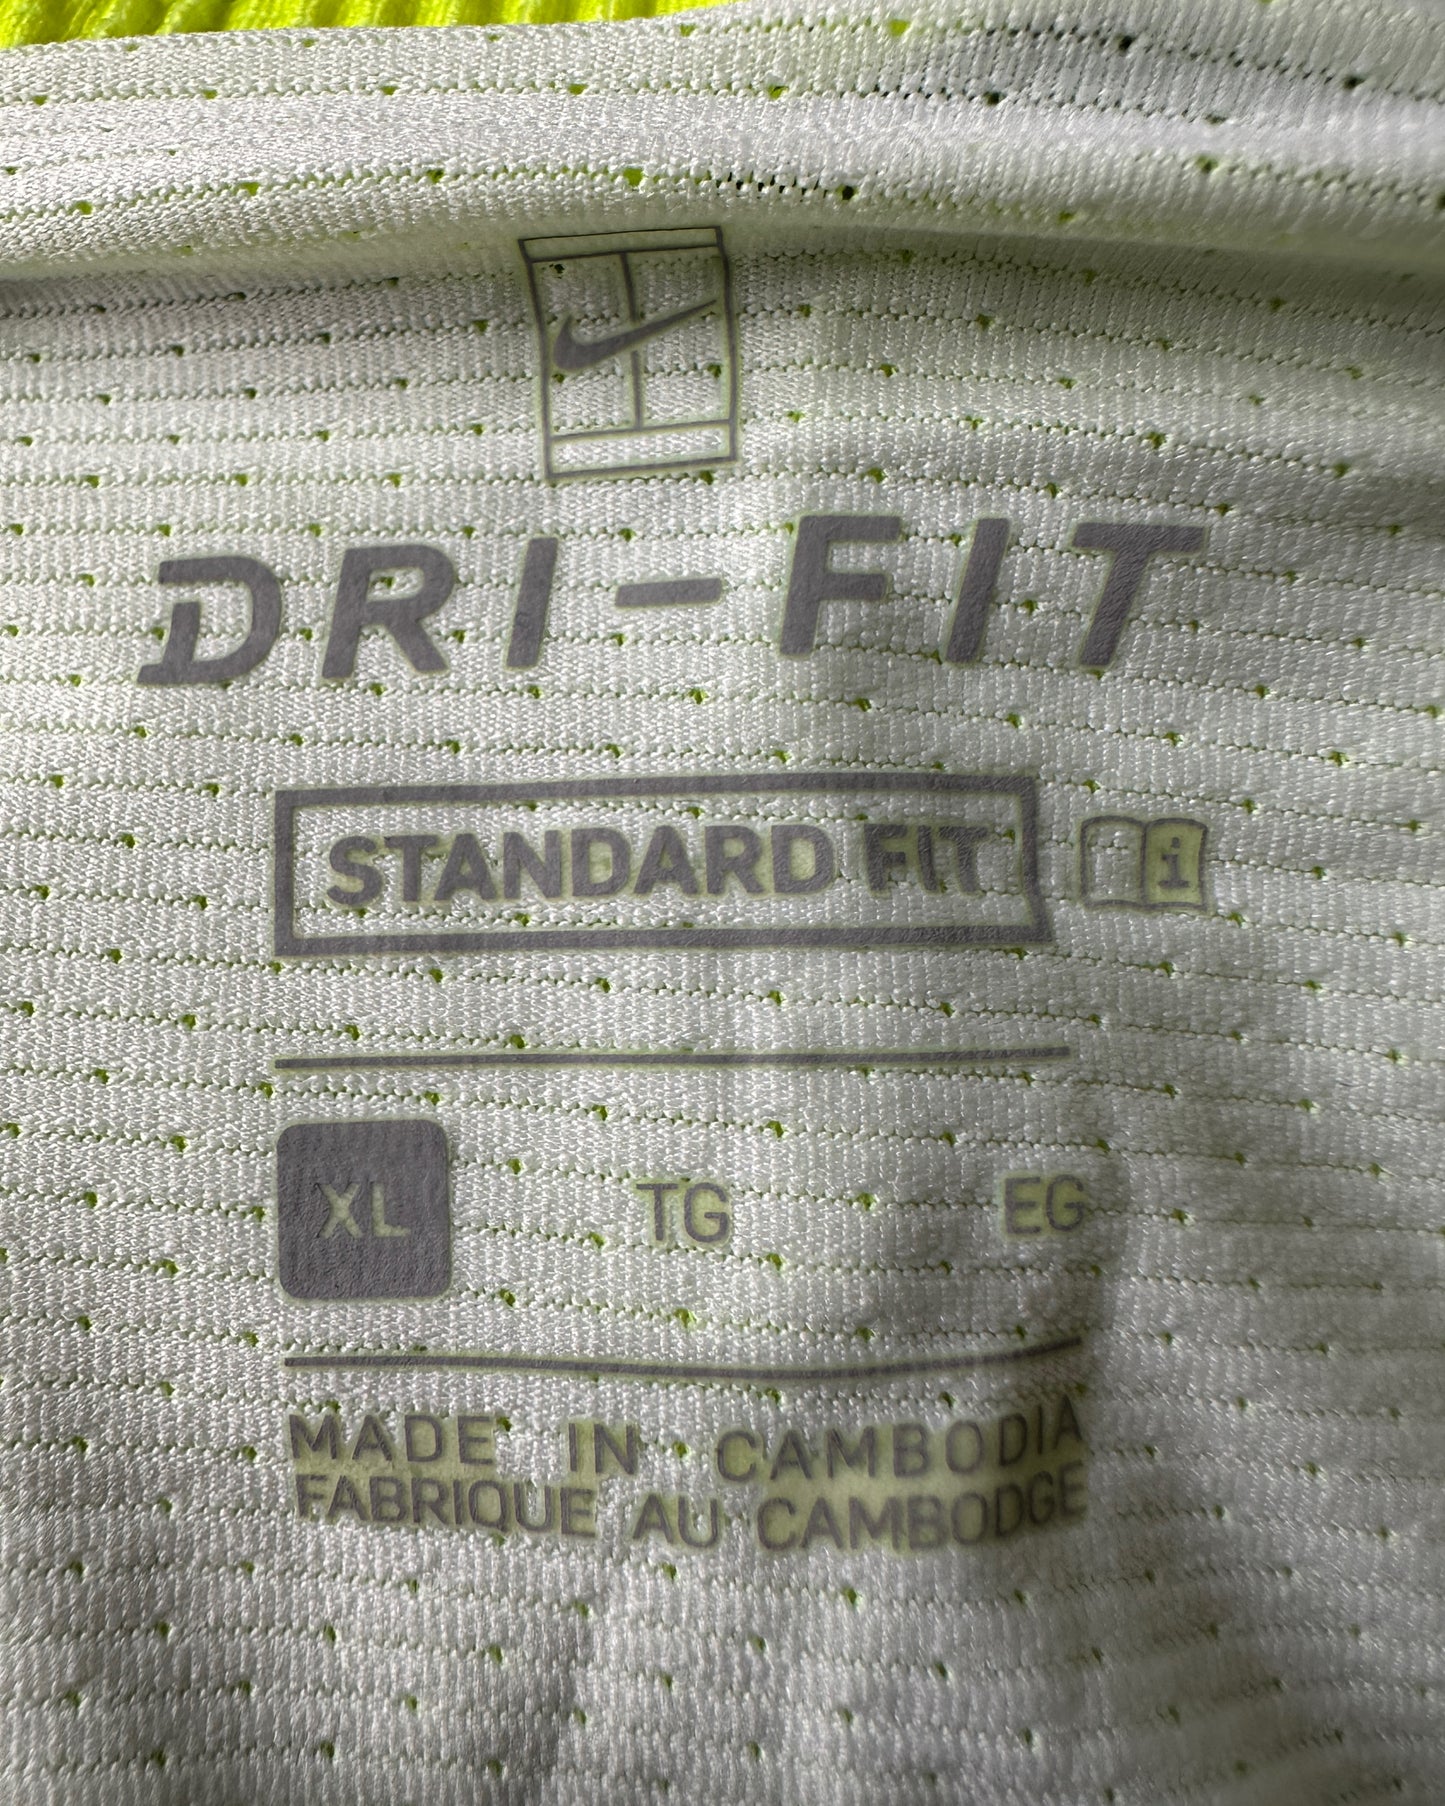 DRI-FIT
STANDARD FIT i
XL TG EG
MADE IN CAMBODIA
FABRIQUE AU CAMBODGE